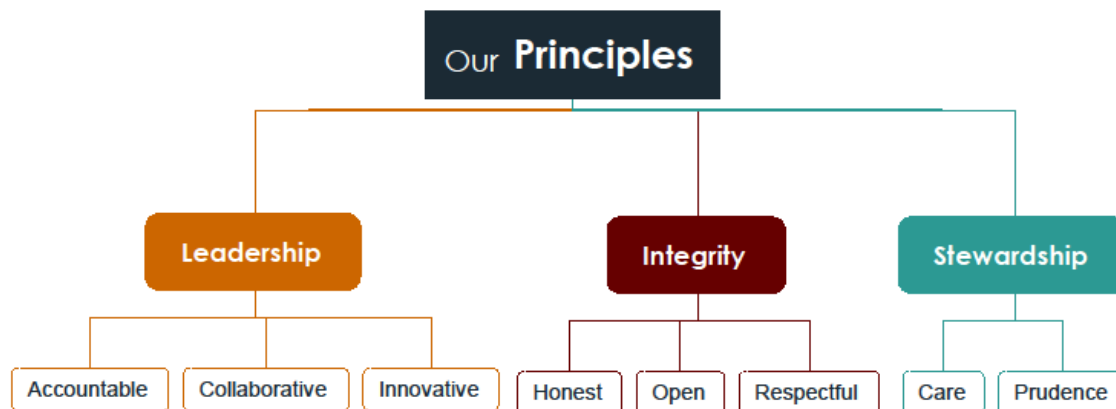 Our Principles
Leadership
Integrity
Stewardship
Accountable
Collaborative
Innovative
Honest
Open
Respectful
Care
Prudence